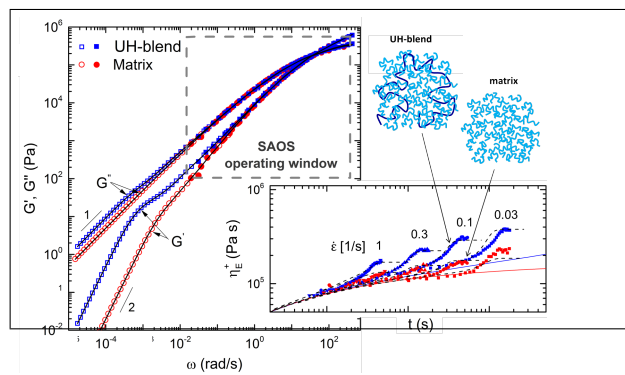 UH-blend
Matrix
10⁶
10⁴
10²
10⁰
10⁻²
G', G'' (Pa)
G''
G'
1
2
SAOS
operating window
10⁻⁴
10⁻²
10⁰
10²
ω (rad/s)
UH-blend
matrix
10⁶
10⁵
η⁺E (Pa s)
ε̇ [1/s]
1
0.3
0.1
0.03
t (s)